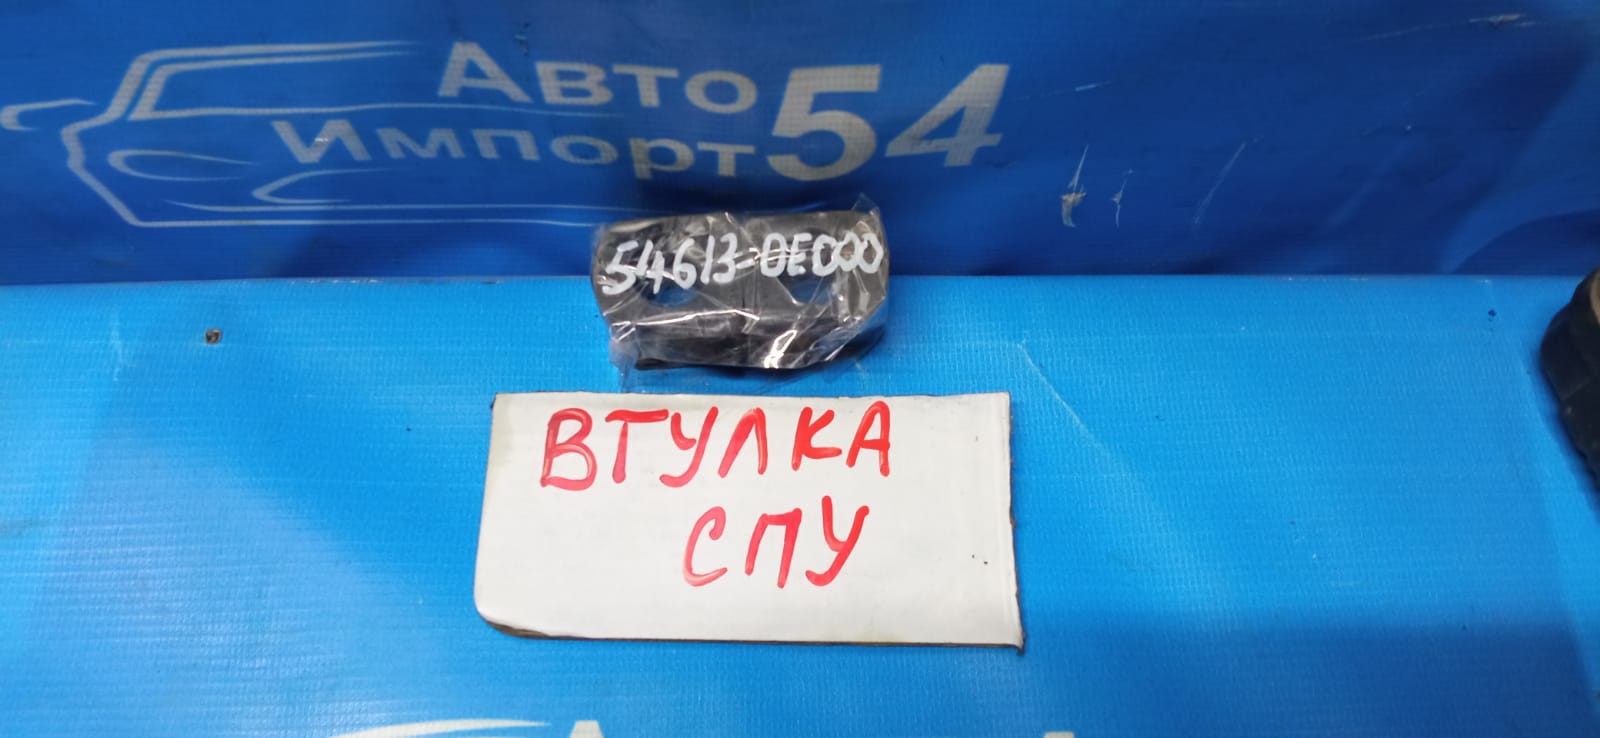 Авто
Импорт54
54613-0E000
ВТУЛКА
СПУ